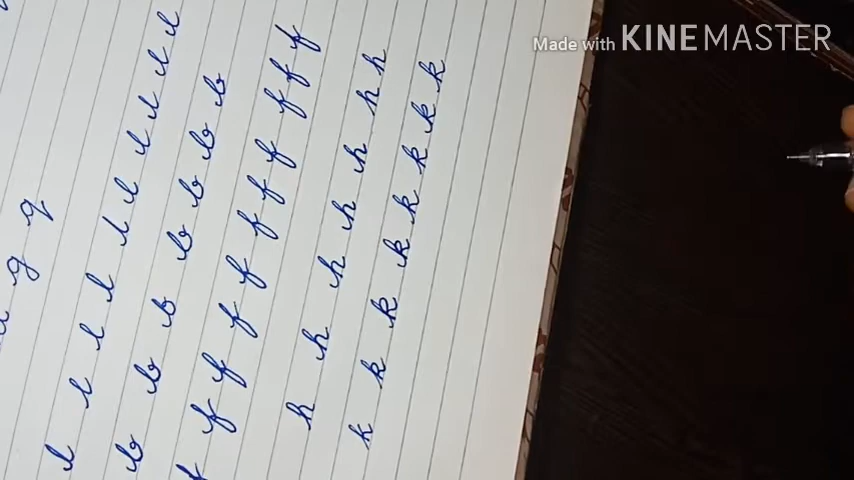 g q
l l l l l l l l l l
b b b b b b b
f f f f f f f f f f f
h h h h h h h
k k k k k k k k
Made with KINEMASTER